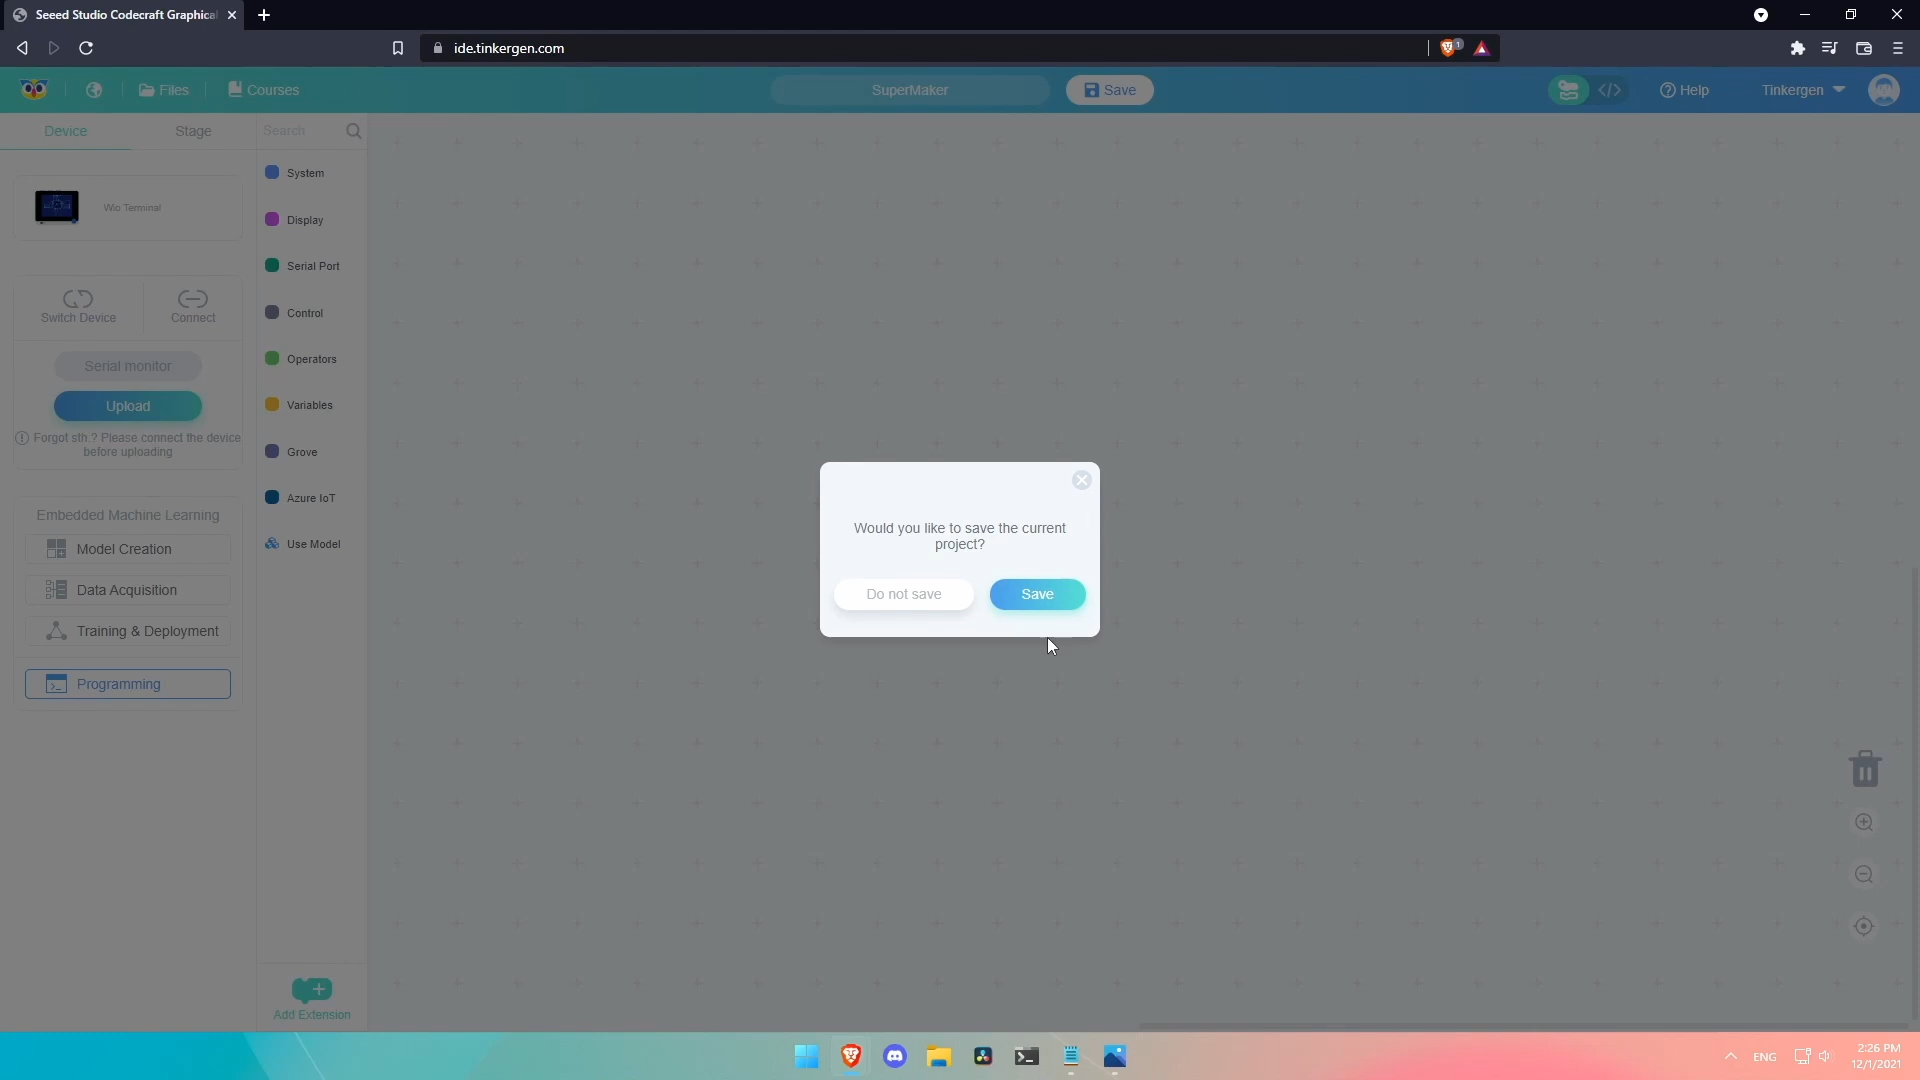 Seeed Studio Codecraft Graphical
ide.tinkergen.com
1
Files
Courses
SuperMaker
Save
Help
Tinkergen
Device
Stage
Search
Wio Terminal
Switch Device
Connect
Serial monitor
Upload
Forgot sth.? Please connect the device
before uploading
Embedded Machine Learning
Model Creation
Data Acquisition
Training & Deployment
Programming
System
Display
Serial Port
Control
Operators
Variables
Grove
Azure IoT
Use Model
Add Extension
Would you like to save the current
project?
Do not save
Save
ENG
2:26 PM
12/1/2021